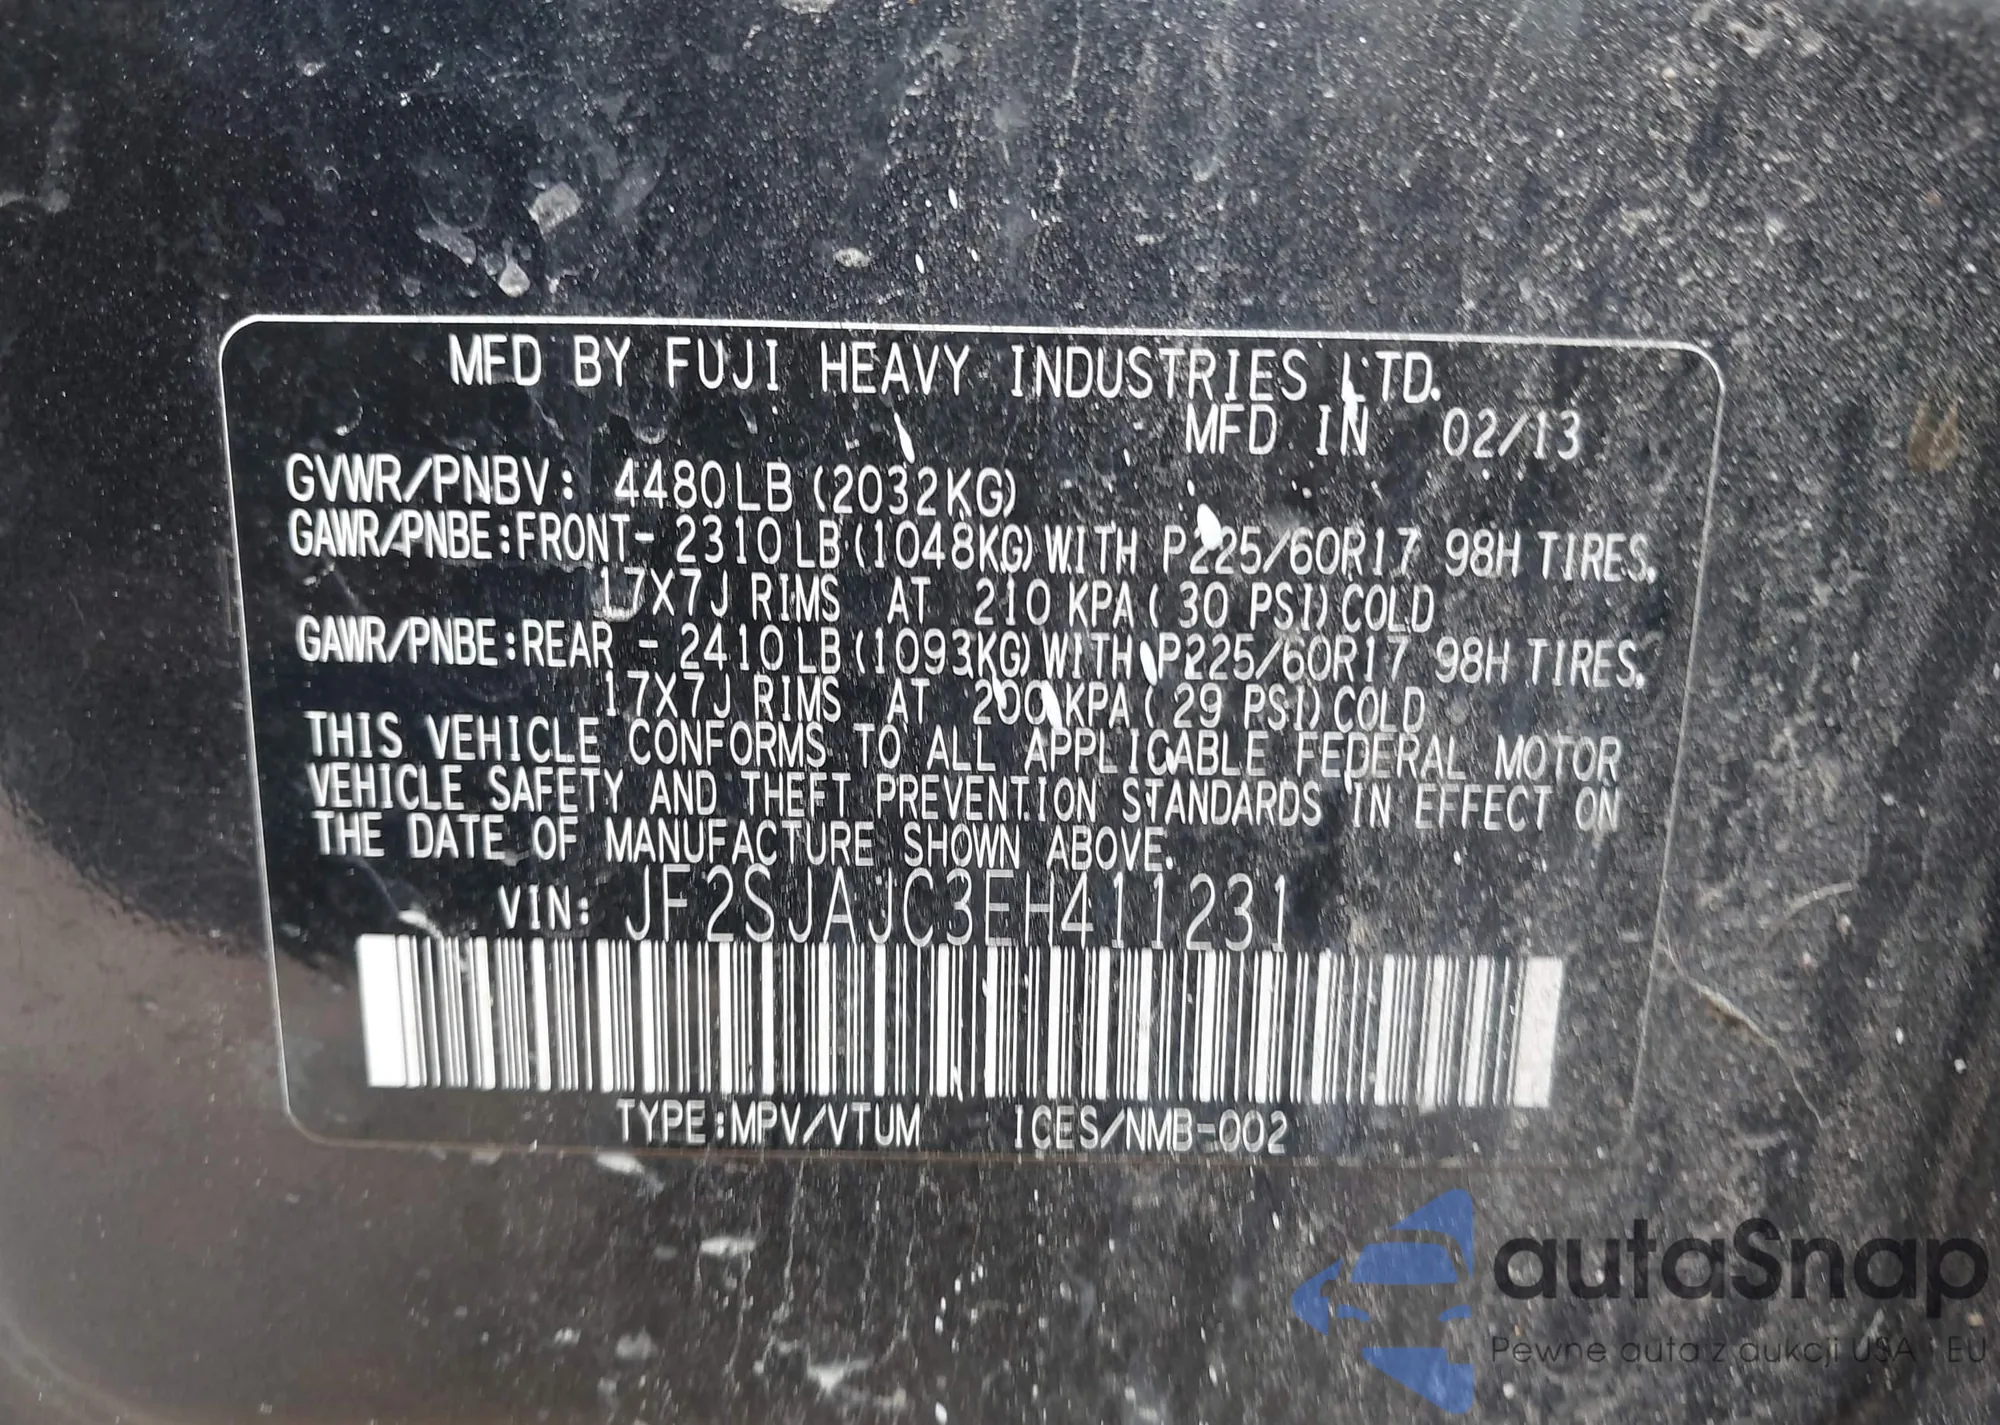 MFD BY FUJI HEAVY INDUSTRIES LTD.
MFD IN 02/13
GVWR/PNBV: 4480LB (2032KG)
GAWR/PNBE:FRONT- 2310LB(1048KG)WITH P225/60R17 98H TIRES.
17X7J RIMS AT 210 KPA( 30 PSI)COLD
GAWR/PNBE:REAR - 2410LB(1093KG)WITH P225/60R17 98H TIRES.
17X7J RIMS AT 200 KPA( 29 PSI)COLD
THIS VEHICLE CONFORMS TO ALL APPLICABLE FEDERAL MOTOR
VEHICLE SAFETY AND THEFT PREVENTION STANDARDS IN EFFECT ON
THE DATE OF MANUFACTURE SHOWN ABOVE.
VIN: JF2SJAJC3EH411231
TYPE:MPV/VTUM ICES/NMB-002
autaSnap
Pewne auta z aukcji USA i EU